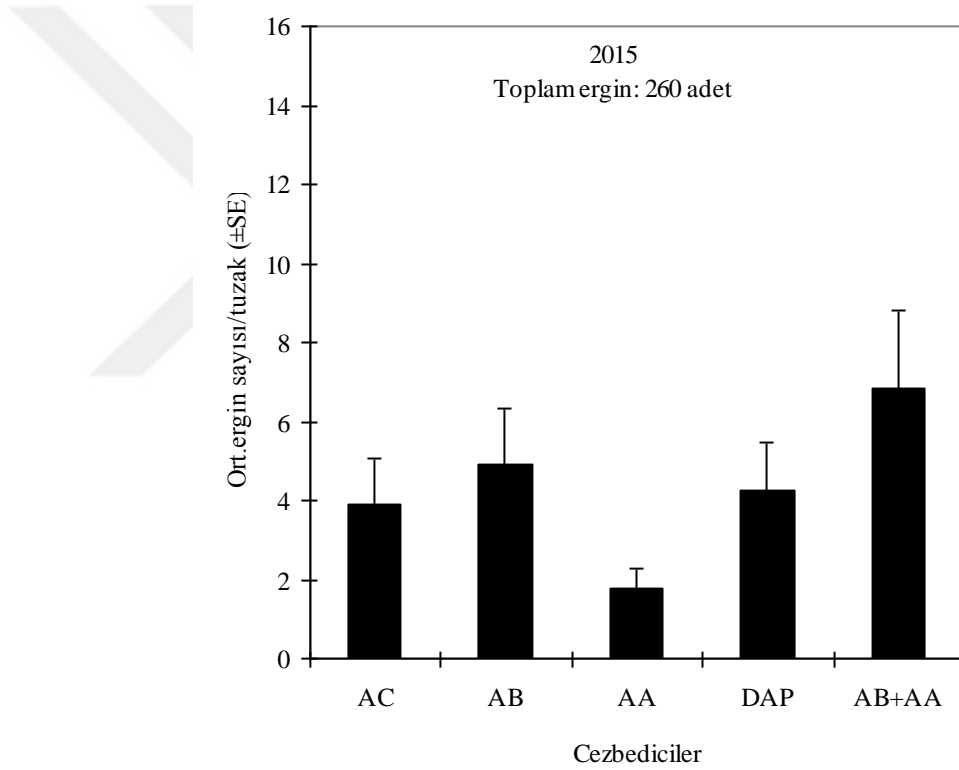 2015
Toplam ergin: 260 adet
Ort.ergin sayısı/tuzak (±SE)
16
14
12
10
8
6
4
2
0
AC AB AA DAP AB+AA
Cezbediciler